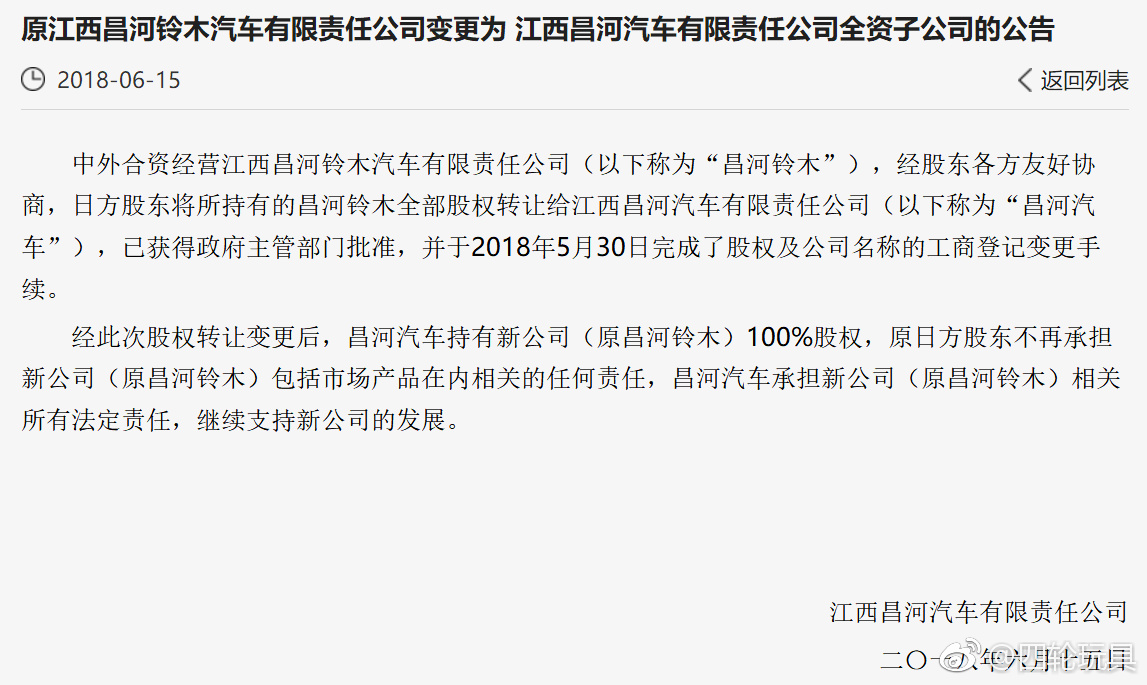 原江西昌河铃木汽车有限责任公司变更为 江西昌河汽车有限责任公司全资子公司的公告
2018-06-15
返回列表
中外合资经营江西昌河铃木汽车有限责任公司（以下称为“昌河铃木”），经股东各方友好协
商，日方股东将所持有的昌河铃木全部股权转让给江西昌河汽车有限责任公司（以下称为“昌河汽
车”），已获得政府主管部门批准，并于2018年5月30日完成了股权及公司名称的工商登记变更手
续。
经此次股权转让变更后，昌河汽车持有新公司（原昌河铃木）100%股权，原日方股东不再承担
新公司（原昌河铃木）包括市场产品在内相关的任何责任，昌河汽车承担新公司（原昌河铃木）相关
所有法定责任，继续支持新公司的发展。
江西昌河汽车有限责任公司
二〇一八年六月十五日
@四轮玩具